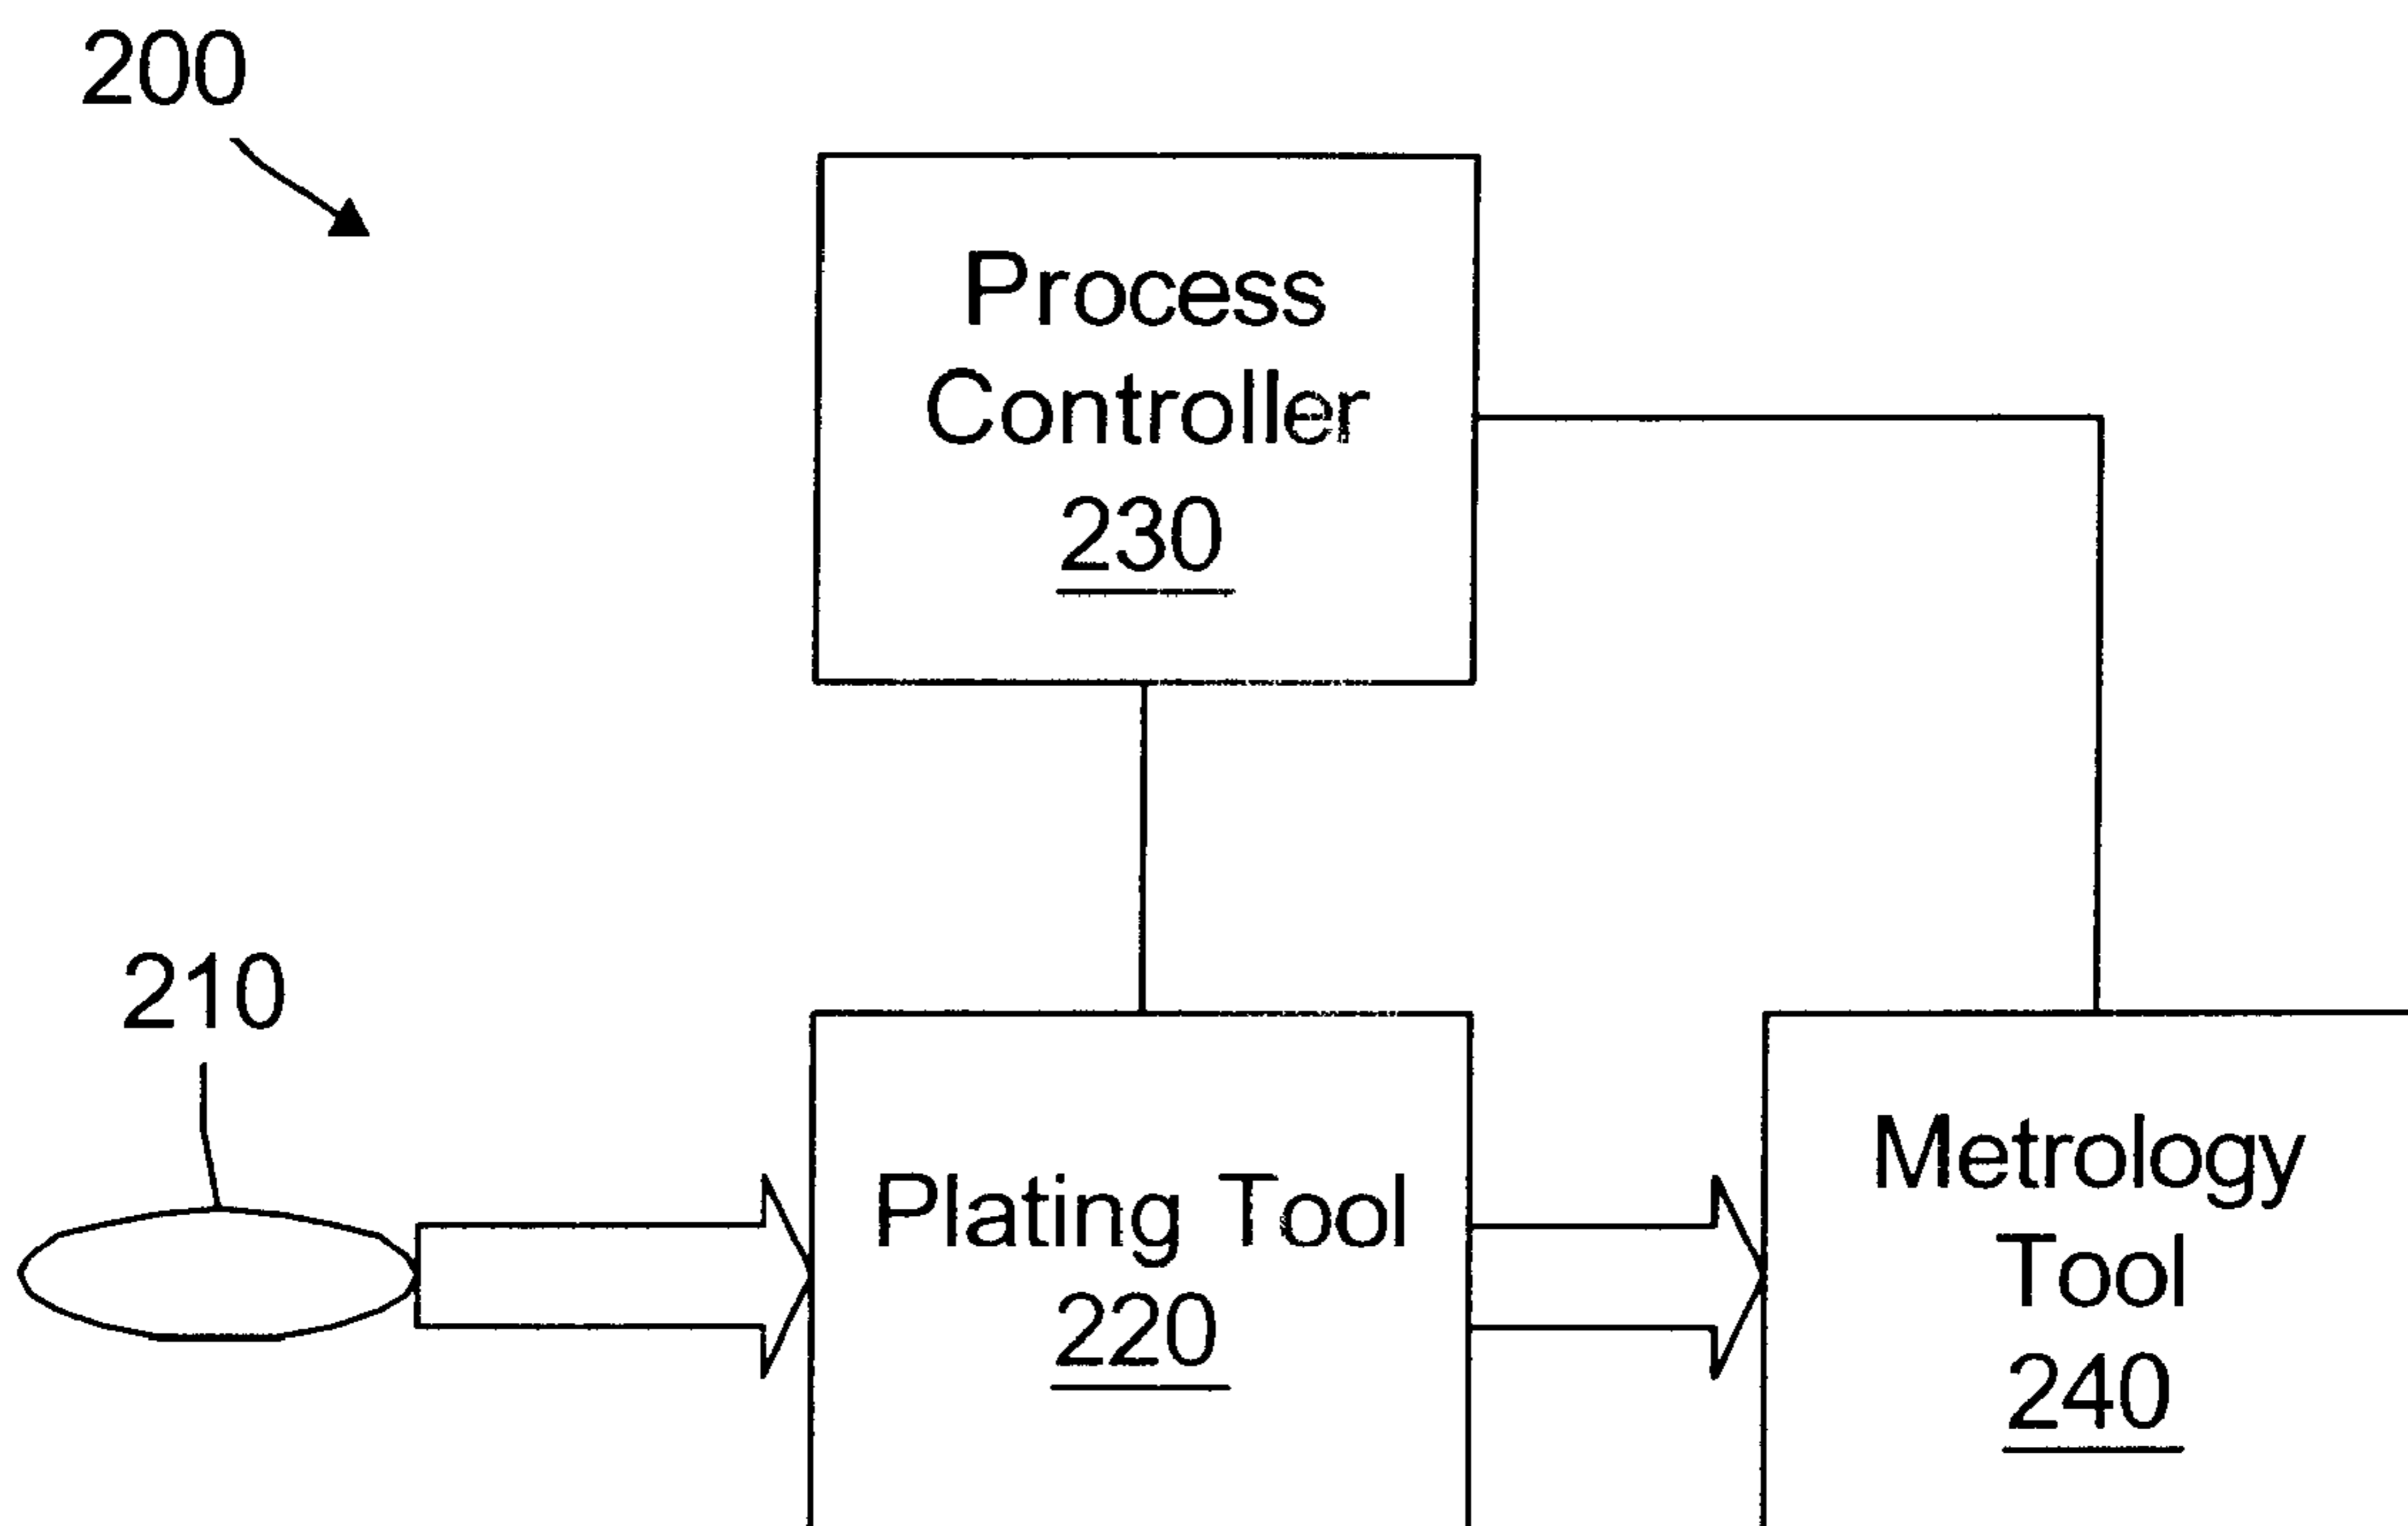 200
Process
Controller
230
210
Plating Tool
220
Metrology
Tool
240